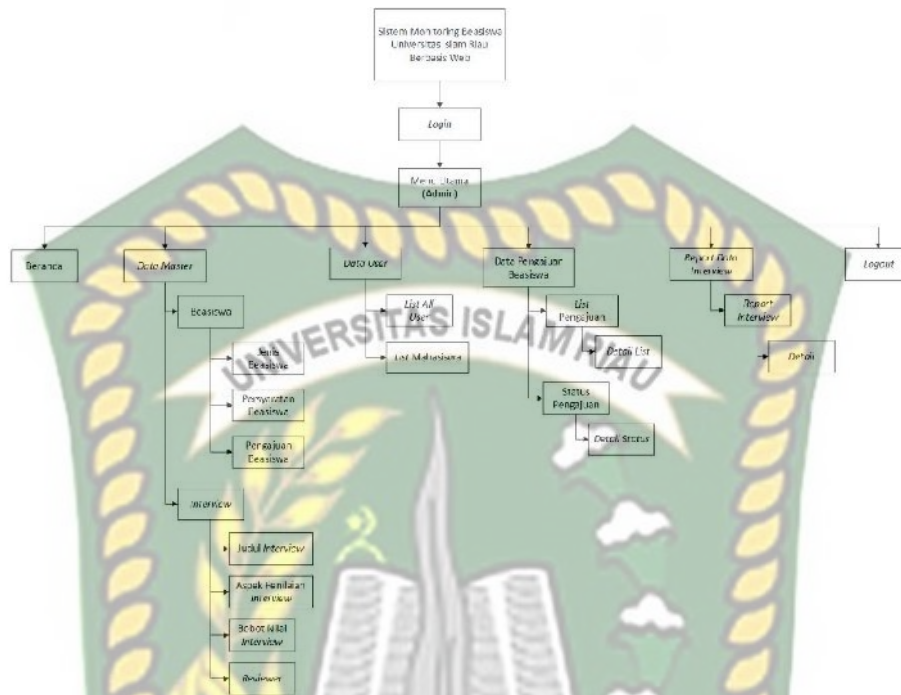 Sistem Monitoring Beasiswa
Universitas Islam Riau
Berbasis Web
Login
Menu Utama
(Admin)
Beranda
Data Master
Data User
Data Pengajuan
Beasiswa
Report Data
Interview
Logout
Beasiswa
List All
User
List
Pengajuan
Report
Interview
UNIVERSITAS ISLAM RIAU
Jenis
Beasiswa
List Mahasiswa
Detail List
Detail
Persyaratan
Beasiswa
Status
Pengajuan
Pengajuan
Beasiswa
Detail Status
Interview
Judul Interview
Aspek Penilaian
Interview
Bobot Nilai
Interview
Reviewer